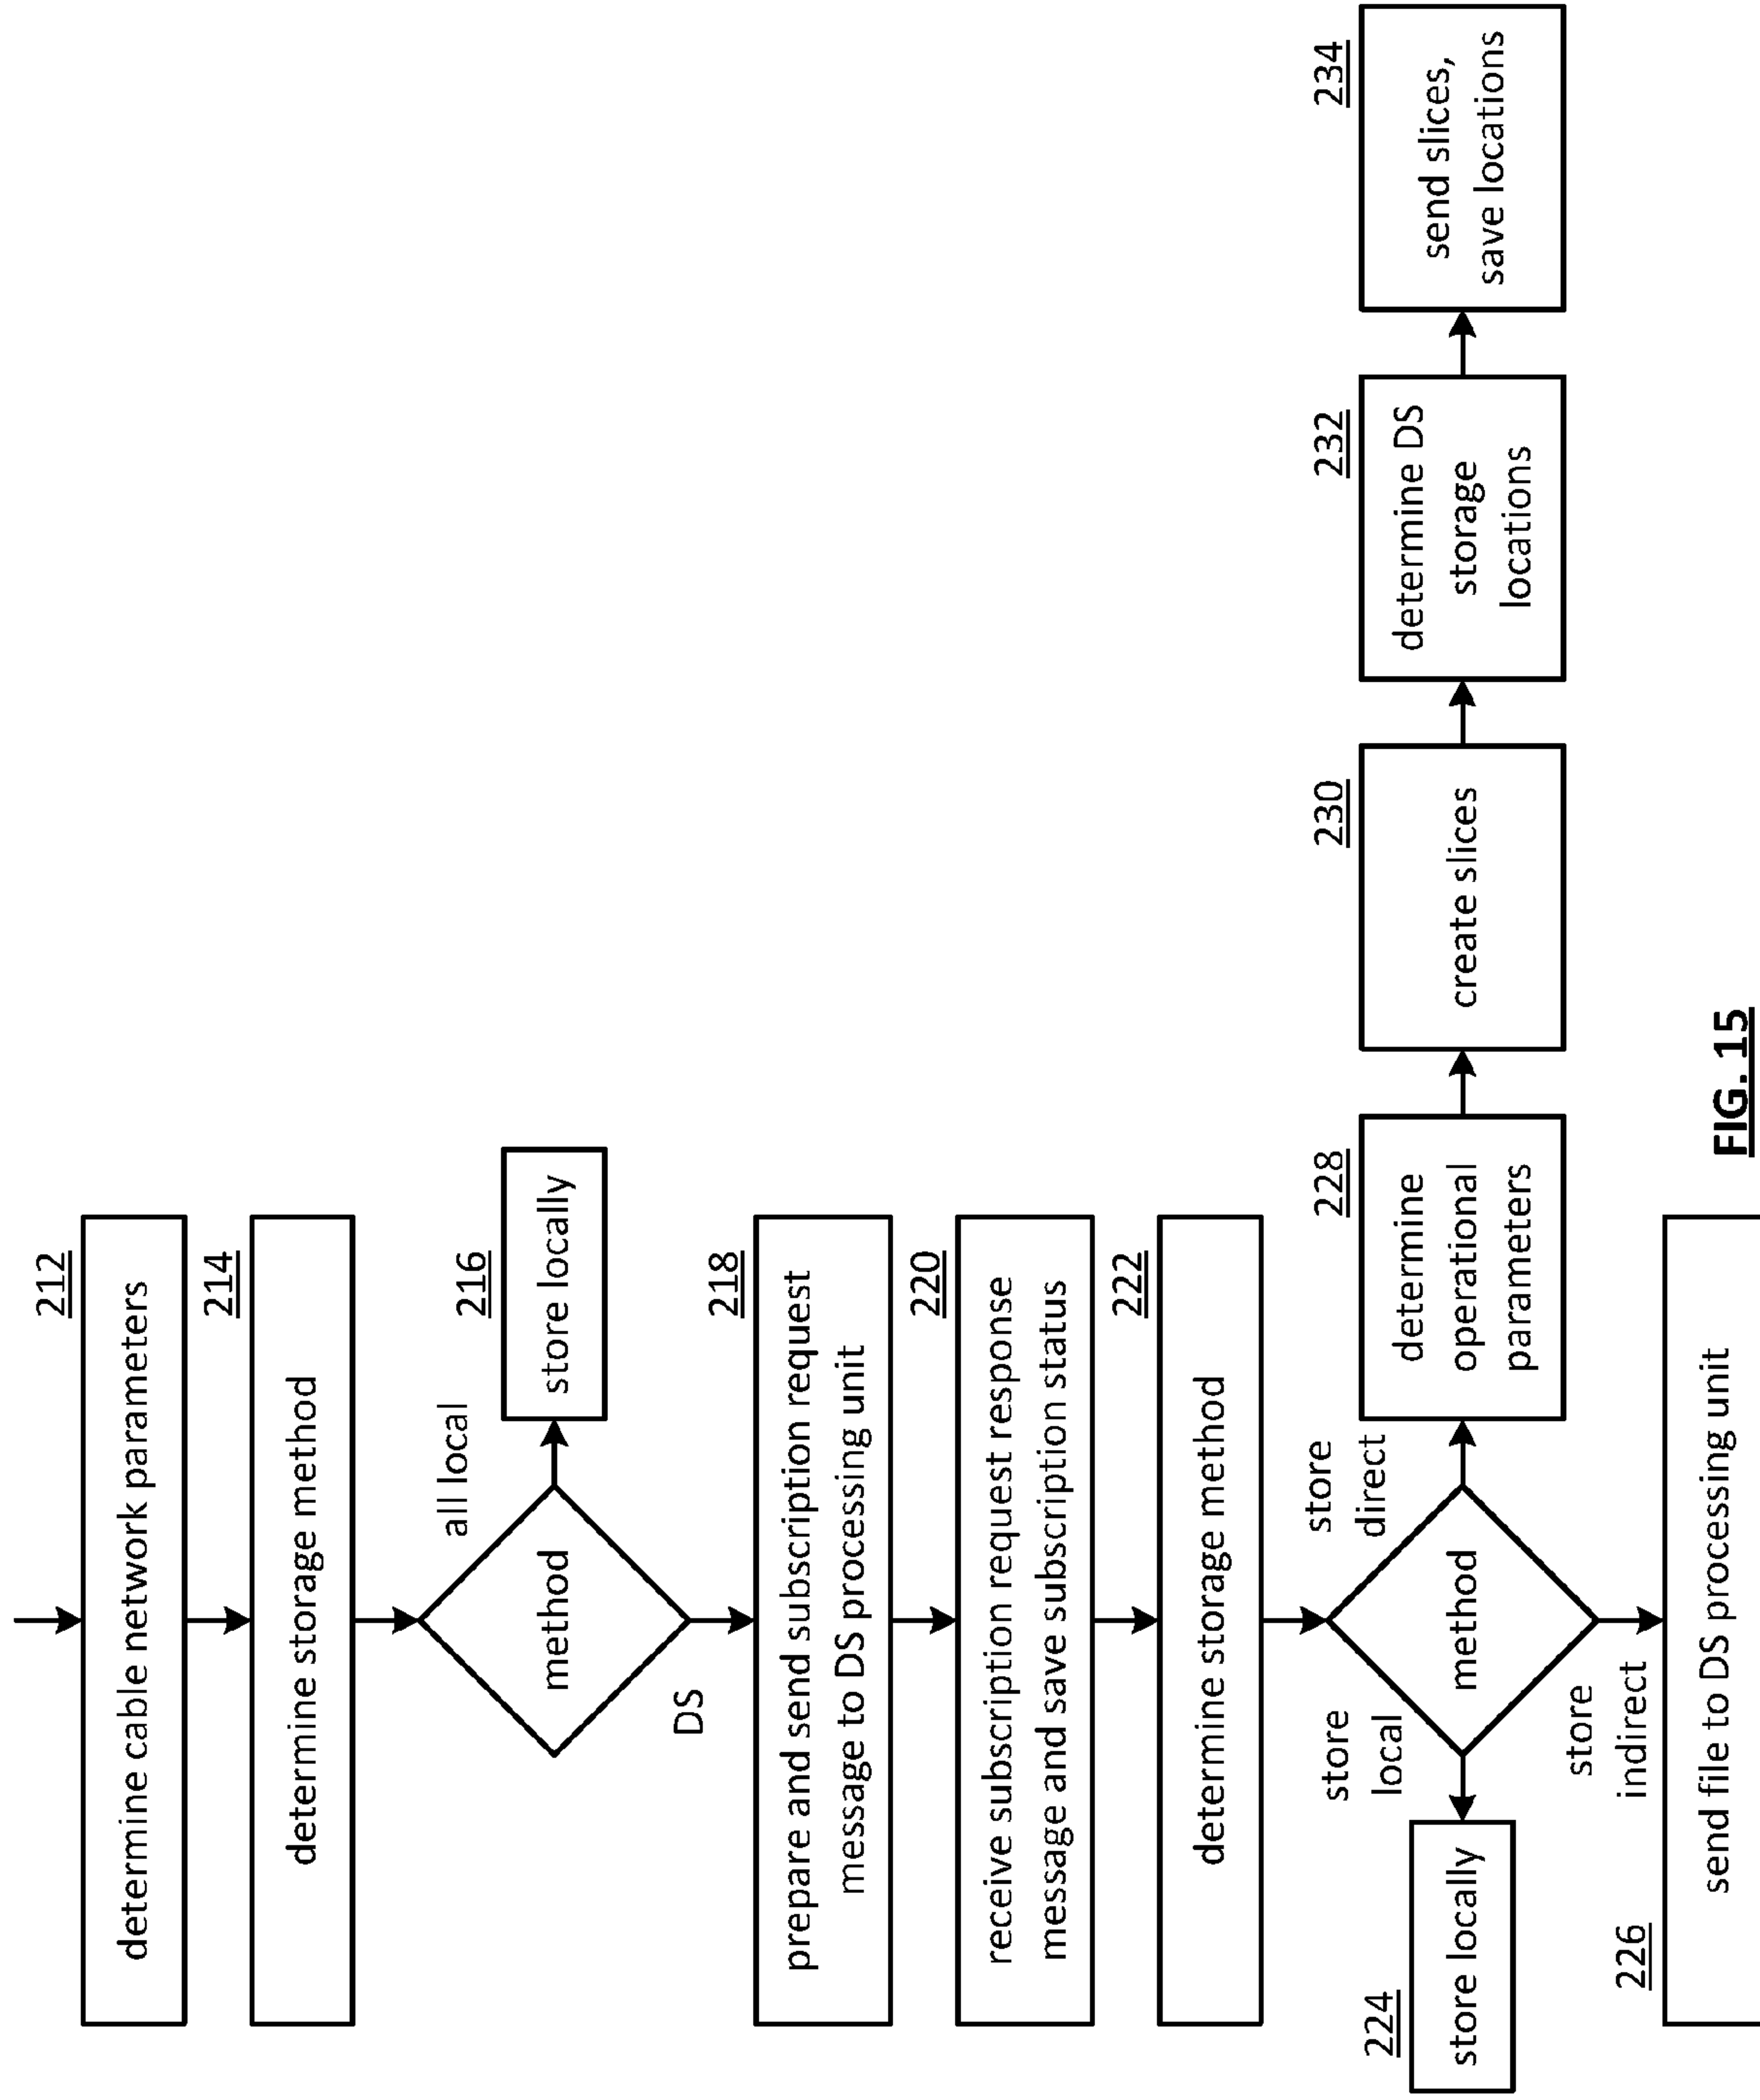 212
determine cable network parameters
214
determine storage method
method
all local
216
store locally
DS
218
prepare and send subscription request
message to DS processing unit
220
receive subscription request response
message and save subscription status
222
determine storage method
method
store
local
224
store locally
store
indirect
226
send file to DS processing unit
store
direct
228
determine
operational
parameters
230
create slices
232
determine DS
storage
locations
234
send slices,
save locations
FIG. 15